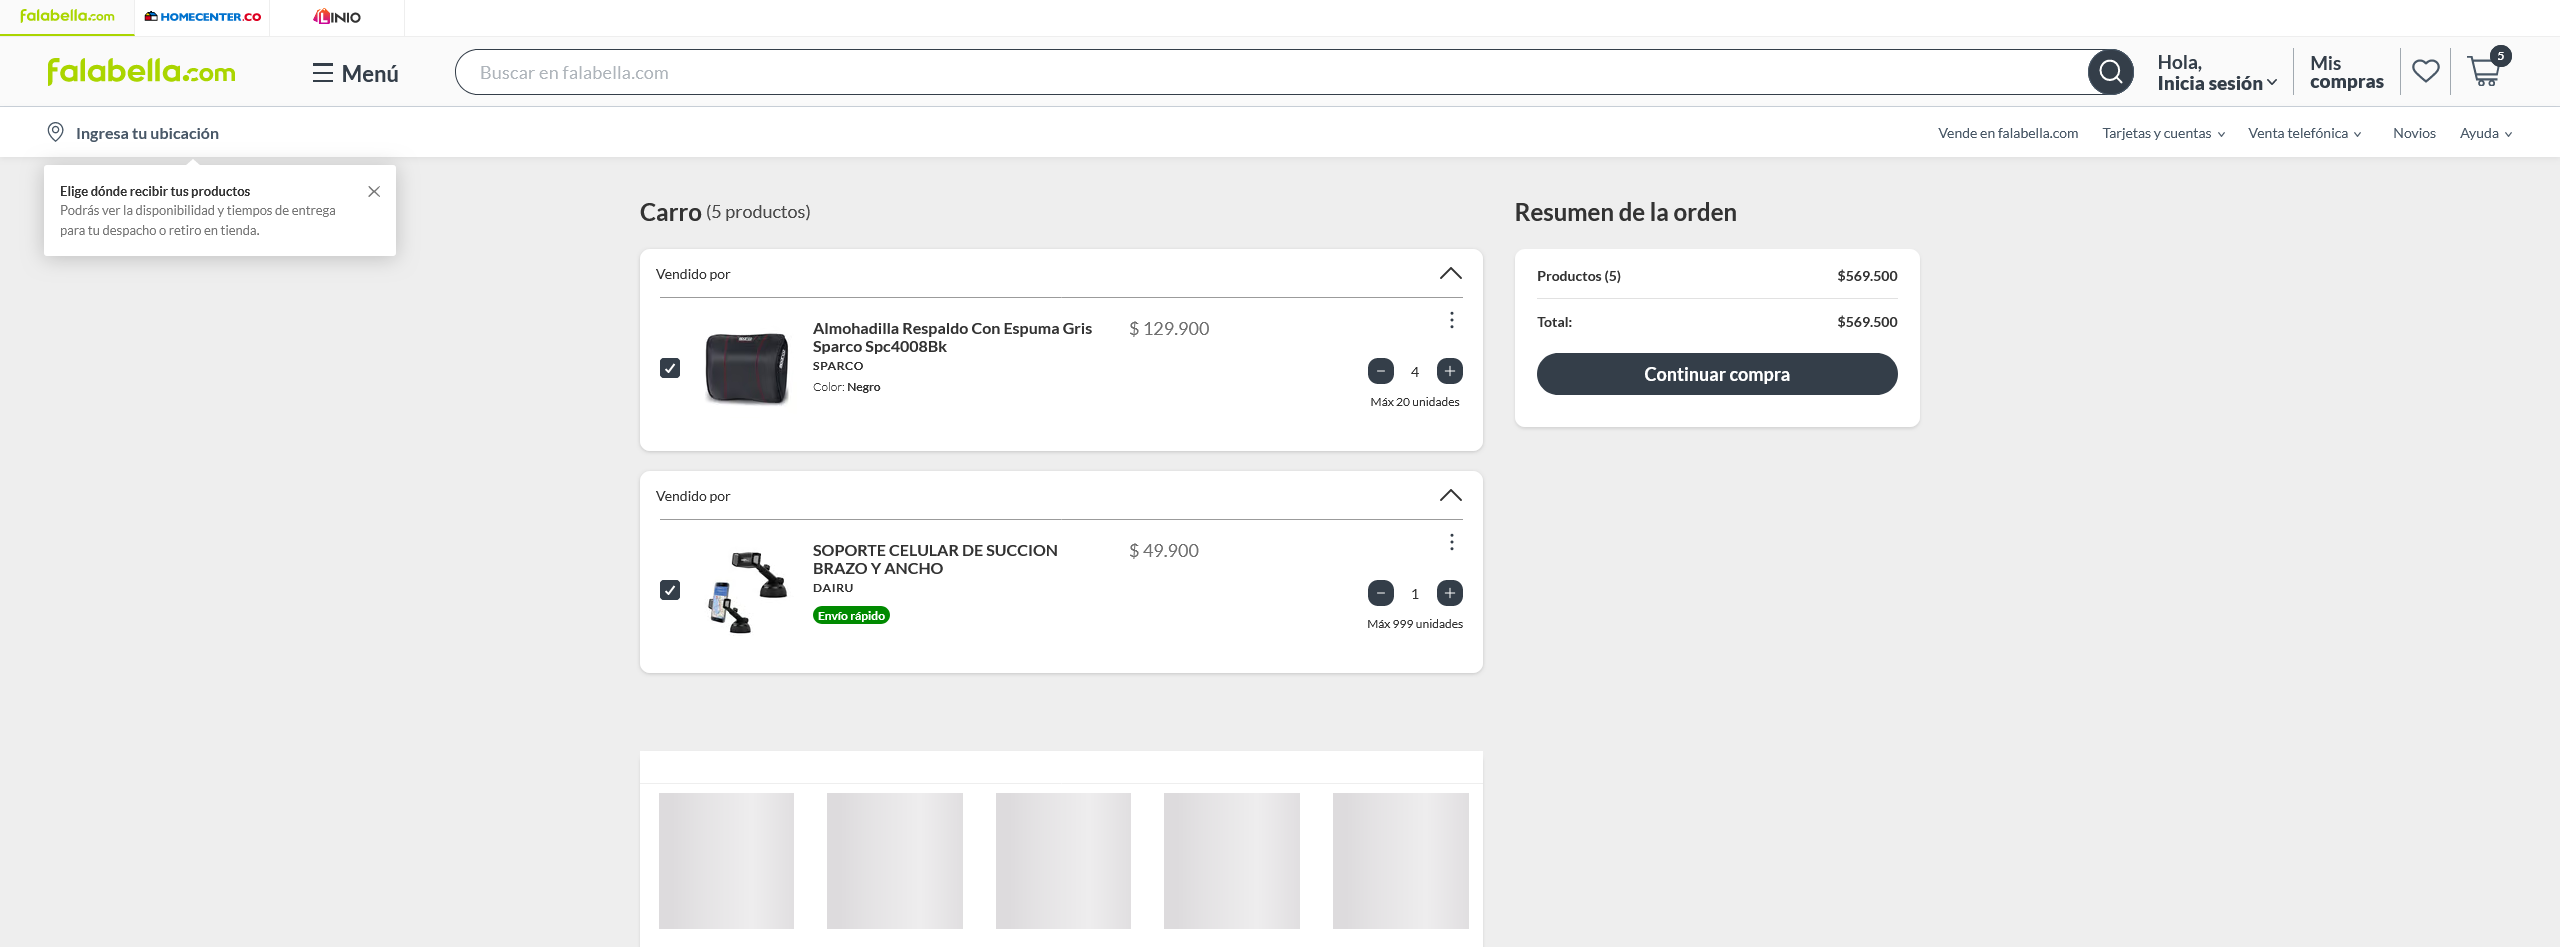 falabella.com
HOMECENTER.CO
LINIO
falabella.com
Menú
Buscar en falabella.com
Hola,
Inicia sesión
Mis
compras
5
Ingresa tu ubicación
Vende en falabella.com
Tarjetas y cuentas
Venta telefónica
Novios
Ayuda
Elige dónde recibir tus productos
Podrás ver la disponibilidad y tiempos de entrega
para tu despacho o retiro en tienda.
Carro (5 productos)
Vendido por
Almohadilla Respaldo Con Espuma Gris
Sparco Spc4008Bk
SPARCO
Color: Negro
$ 129.900
4
Máx 20 unidades
Vendido por
SOPORTE CELULAR DE SUCCION
BRAZO Y ANCHO
DAIRU
Envío rápido
$ 49.900
1
Máx 999 unidades
Resumen de la orden
Productos (5) $569.500
Total: $569.500
Continuar compra